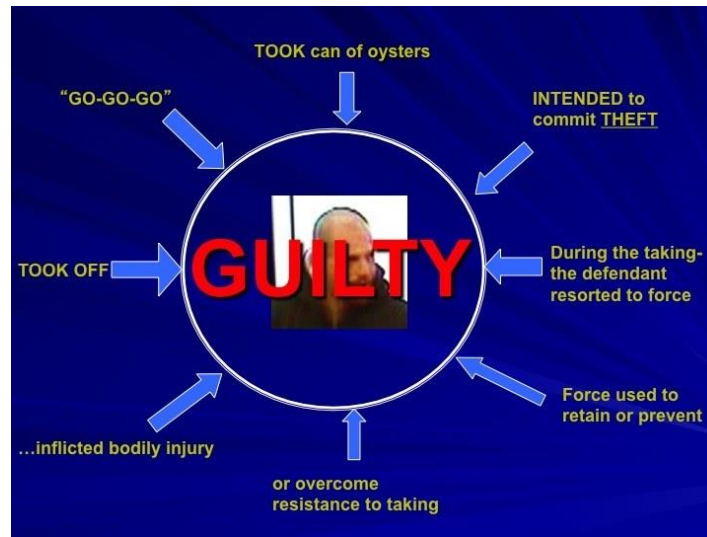 TOOK can of oysters
“GO-GO-GO”
INTENDED to
commit THEFT
TOOK OFF
GUILTY
During the taking-
the defendant
resorted to force
Force used to
retain or prevent
…inflicted bodily injury
or overcome
resistance to taking